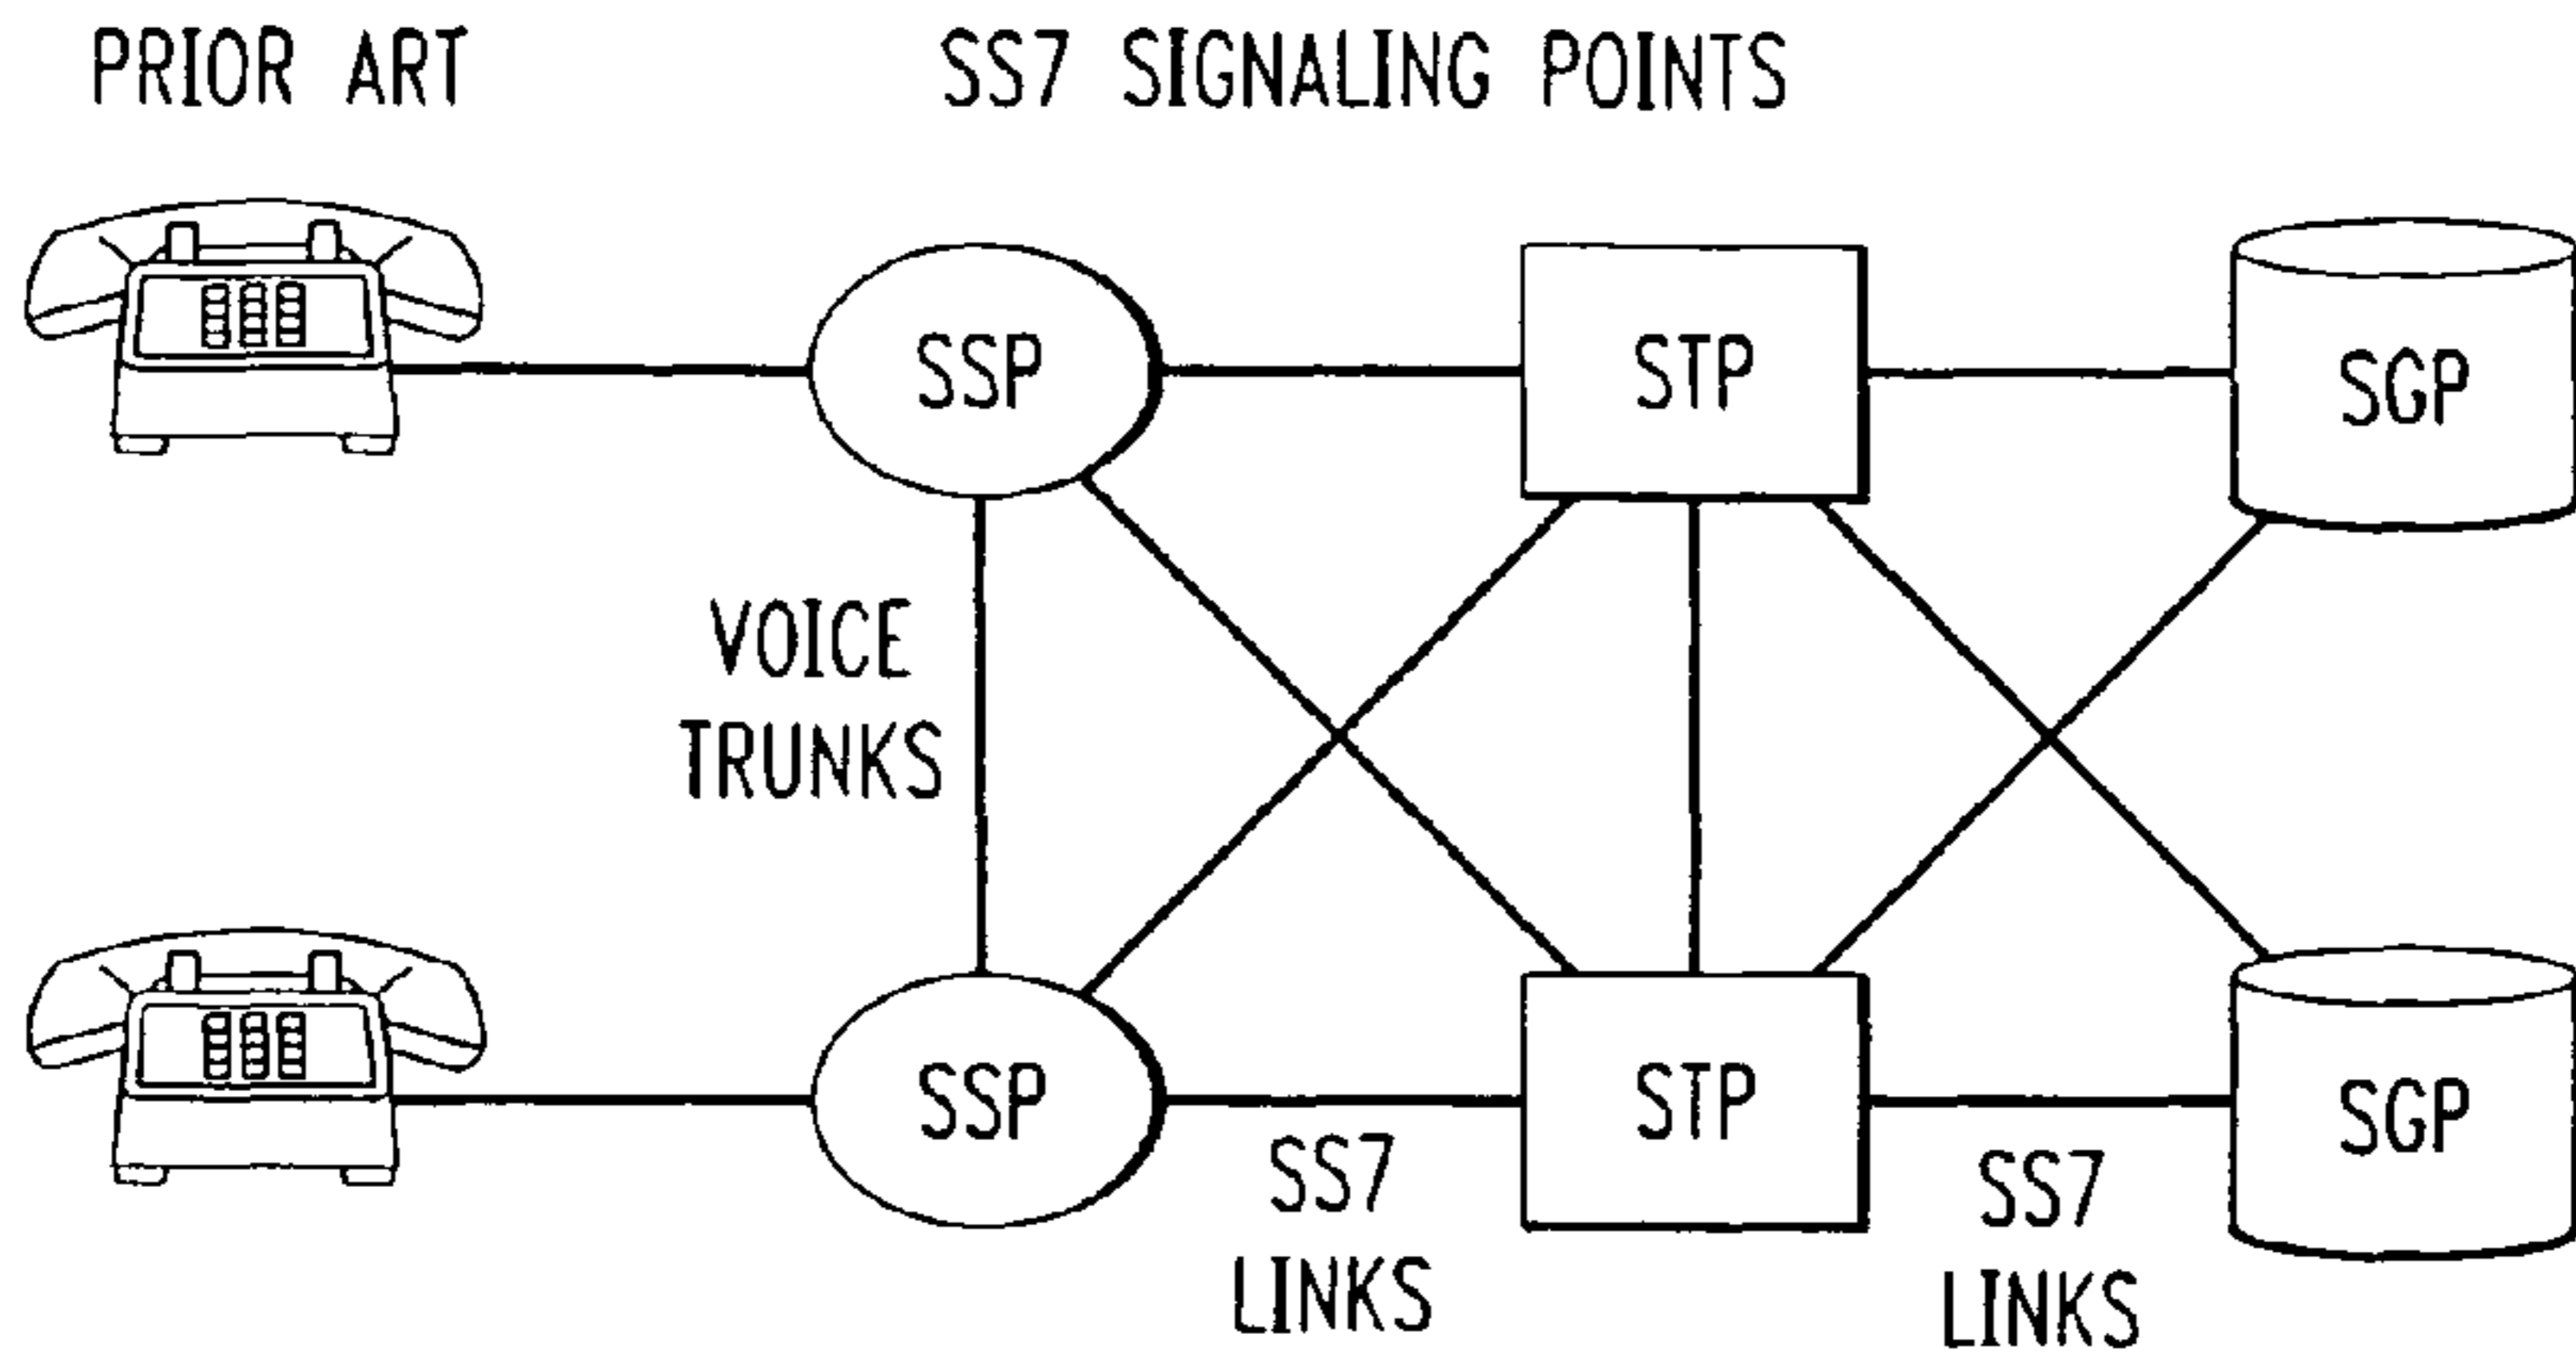 PRIOR ART
SS7 SIGNALING POINTS
SSP
STP
SGP
VOICE
TRUNKS
SSP
STP
SGP
SS7
LINKS
SS7
LINKS